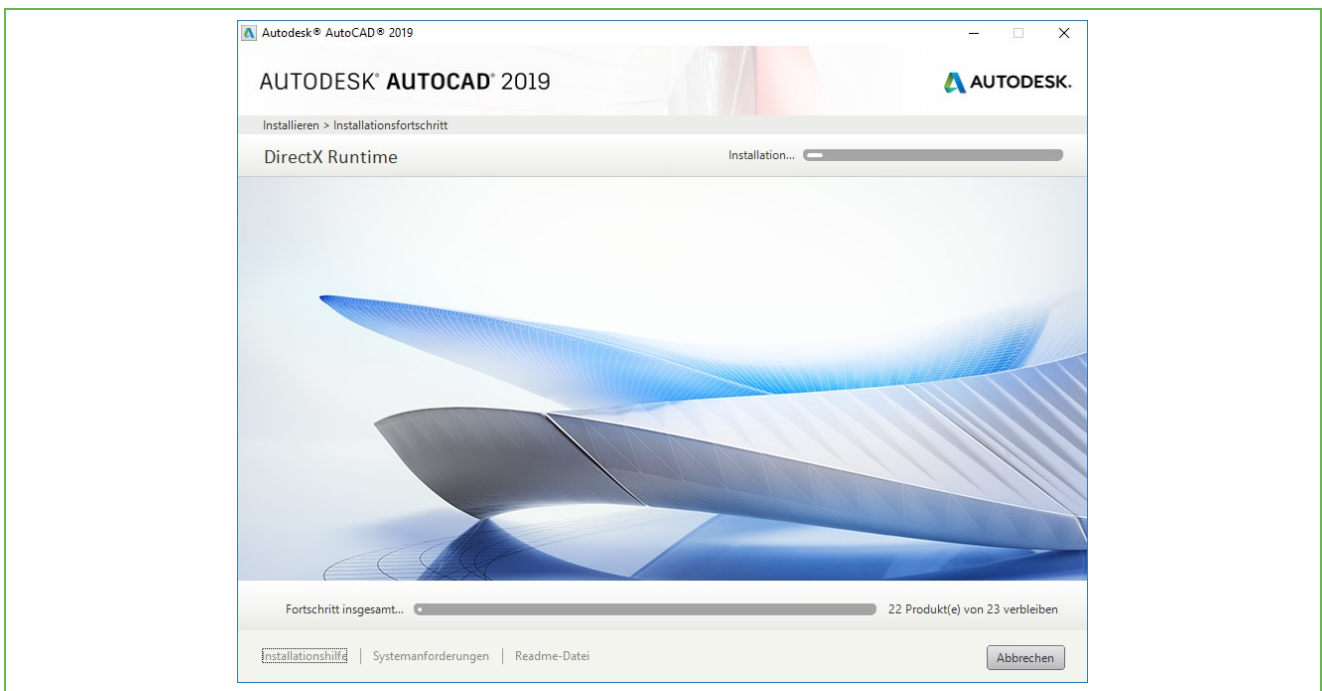 Autodesk® AutoCAD® 2019
AUTODESK® AUTOCAD® 2019
AUTODESK.
Installieren > Installationsfortschritt
DirectX Runtime
Installation...
Fortschritt insgesamt...
22 Produkt(e) von 23 verbleiben
Installationshilfe | Systemanforderungen | Readme-Datei
Abbrechen